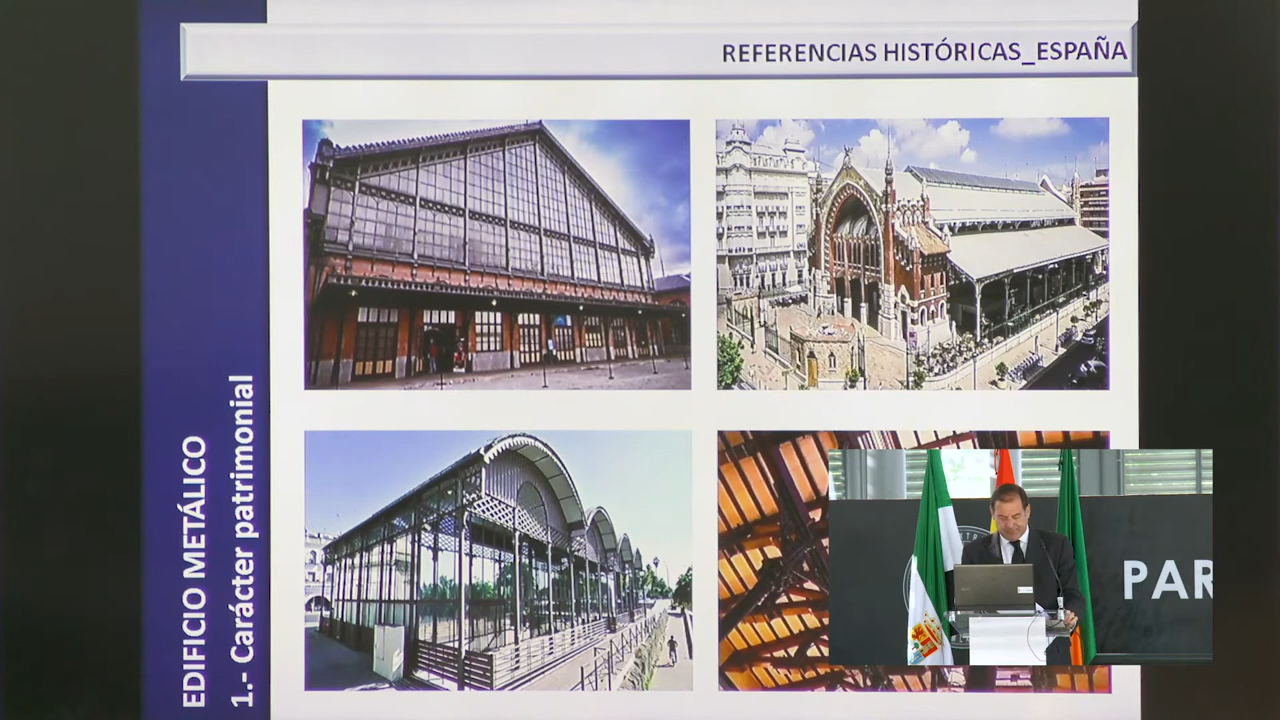 REFERENCIAS HISTÓRICAS_ESPAÑA
EDIFICIO METÁLICO
1.- Carácter patrimonial
PAR